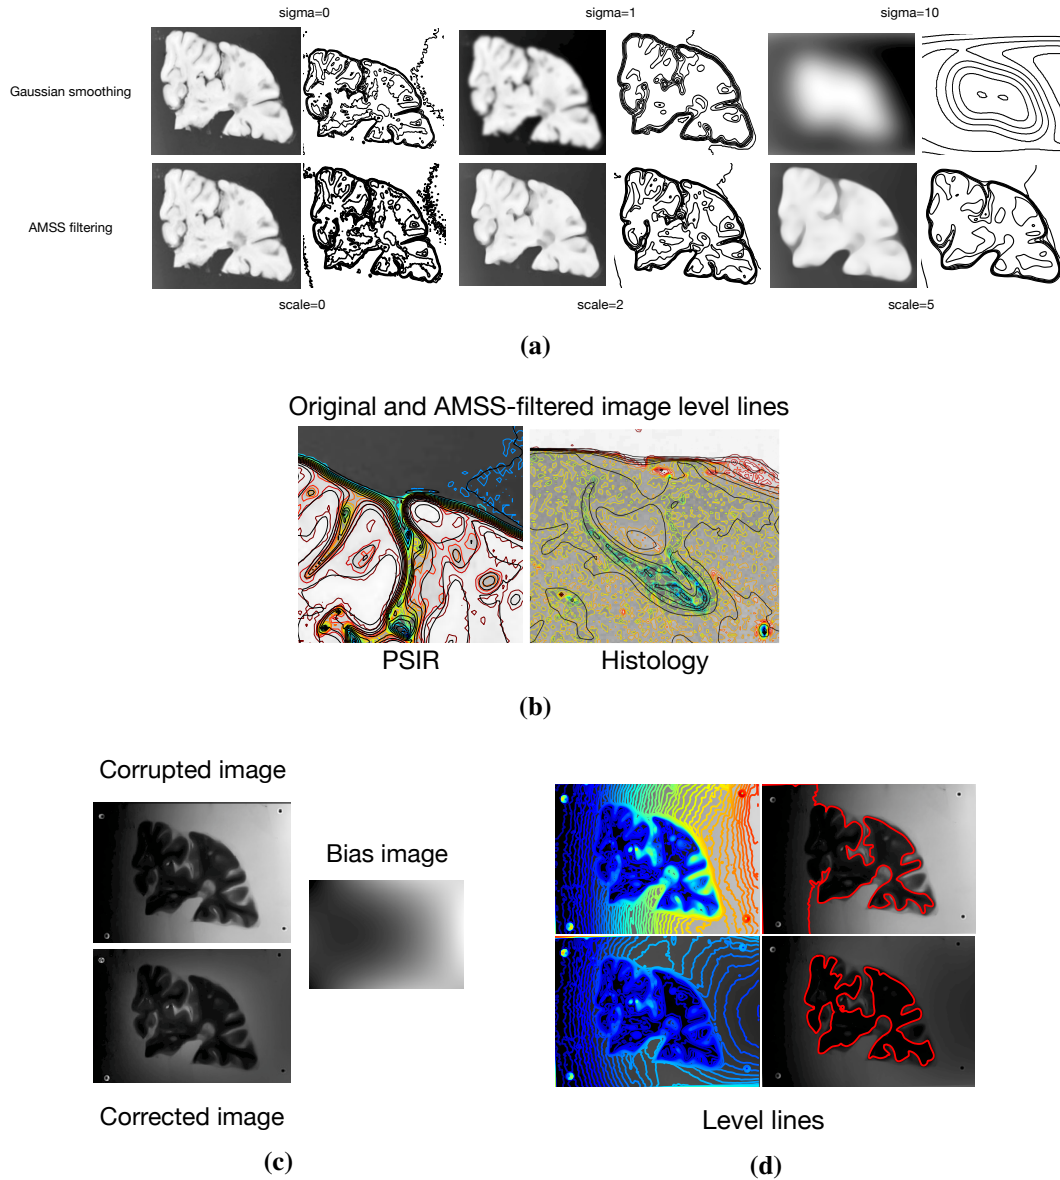 sigma=0 sigma=1 sigma=10
Gaussian smoothing
AMSS filtering
scale=0 scale=2 scale=5
(a)
Original and AMSS-filtered image level lines
PSIR Histology
(b)
Corrupted image
Bias image
Corrected image
Level lines
(c)
(d)